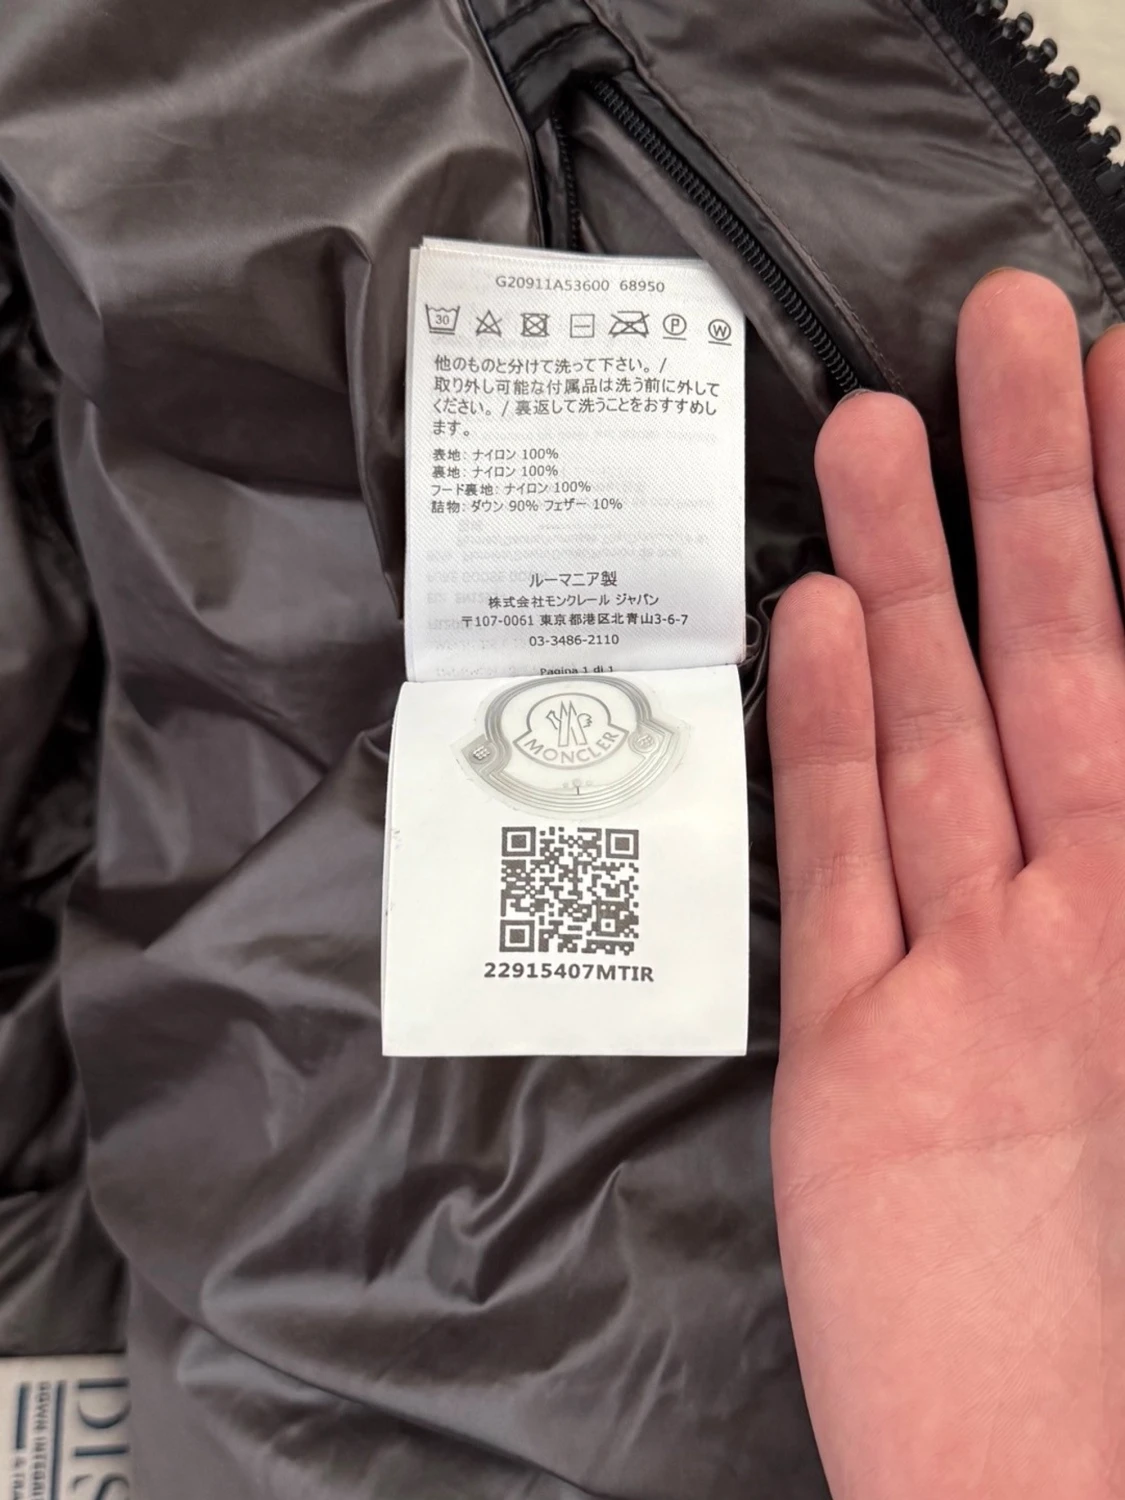 G20911A53600 68950
30
P
W
他のものと分けて洗って下さい。/
取り外し可能な付属品は洗う前に外して
ください。/ 裏返して洗うことをおすすめし
ます。
表地: ナイロン 100%
裏地: ナイロン 100%
フード裏地: ナイロン 100%
詰物: ダウン 90% フェザー 10%
ルーマニア製
株式会社モンクレール ジャパン
〒107-0061 東京都港区北青山3-6-7
03-3486-2110
Pagina 1 di 1
MONCLER
22915407MTIR
DIS
DOWN INTEGRI